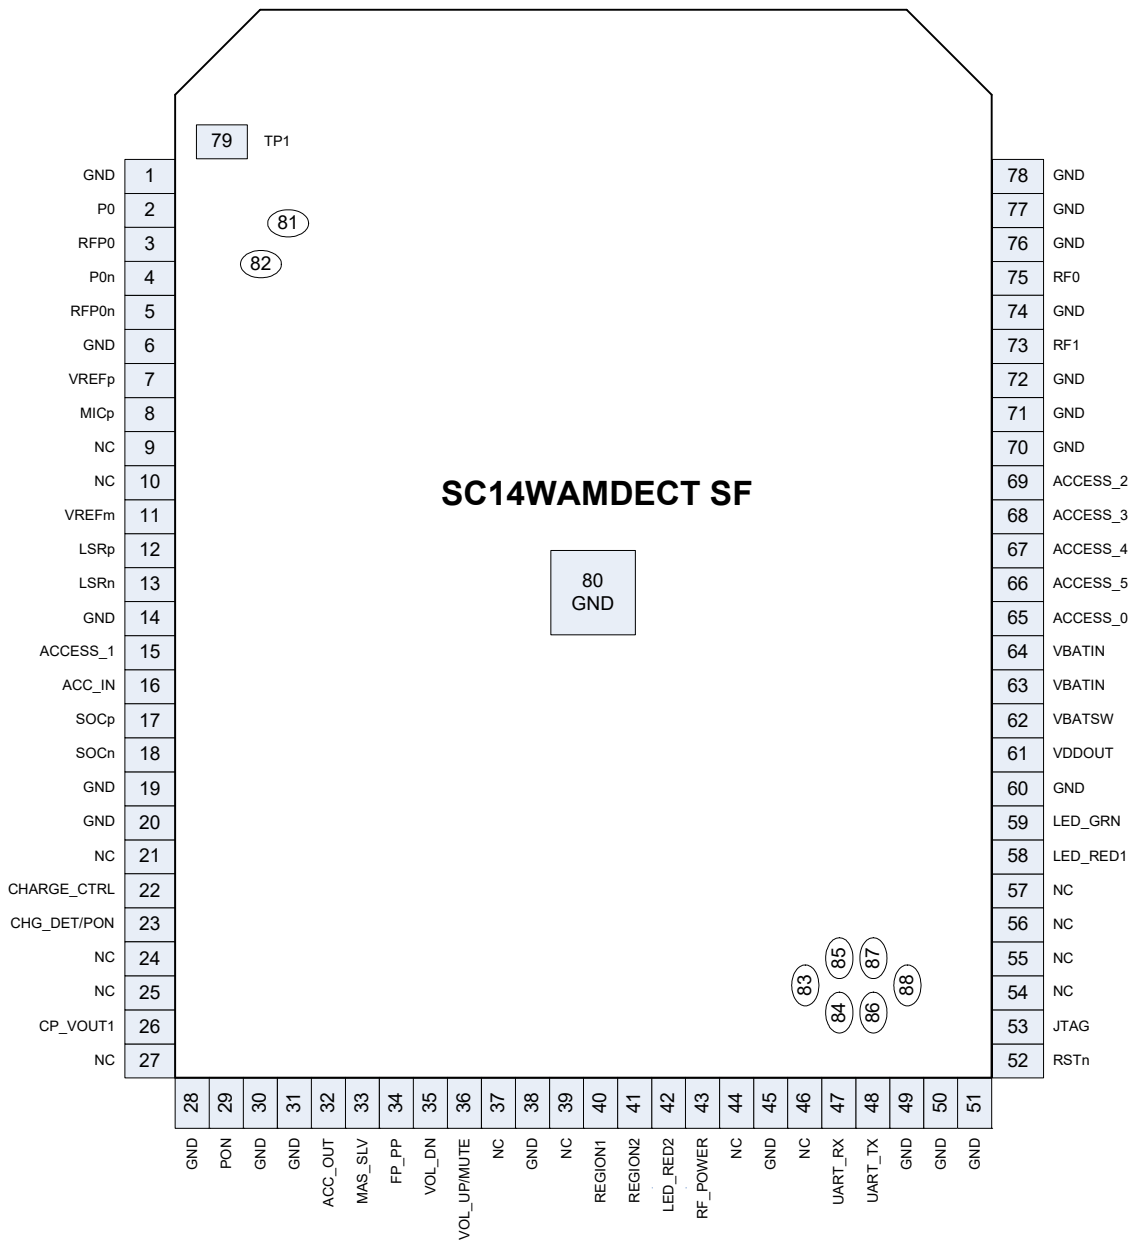 79 TP1
GND 1
P0 2
RFP0 3
P0n 4
RFP0n 5
GND 6
VREFp 7
MICp 8
NC 9
NC 10
VREFm 11
LSRp 12
LSRn 13
GND 14
ACCESS_1 15
ACC_IN 16
SOCp 17
SOCn 18
GND 19
GND 20
NC 21
CHARGE_CTRL 22
CHG_DET/PON 23
NC 24
NC 25
CP_VOUT1 26
NC 27
81
82
SC14WAMDECT SF
80
GND
83
85
84
87
86
88
78 GND
77 GND
76 GND
75 RF0
74 GND
73 RF1
72 GND
71 GND
70 GND
69 ACCESS_2
68 ACCESS_3
67 ACCESS_4
66 ACCESS_5
65 ACCESS_0
64 VBATIN
63 VBATIN
62 VBATSW
61 VDDOUT
60 GND
59 LED_GRN
58 LED_RED1
57 NC
56 NC
55 NC
54 NC
53 JTAG
52 RSTn
28 GND
29 PON
30 GND
31 GND
32 ACC_OUT
33 MAS_SLV
34 FP_PP
35 VOL_DN
36 VOL_UP/MUTE
37 NC
38 GND
39 NC
40 REGION1
41 REGION2
42 LED_RED2
43 RF_POWER
44 NC
45 GND
46 NC
47 UART_RX
48 UART_TX
49 GND
50 GND
51 GND